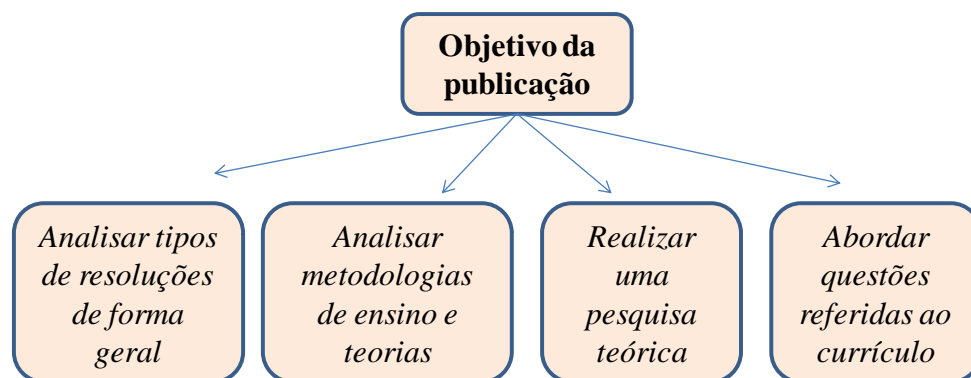 Objetivo da
publicação
Analisar tipos
de resoluções
de forma
geral
Analisar
metodologias
de ensino e
teorias
Realizar
uma
pesquisa
teórica
Abordar
questões
referidas ao
currículo